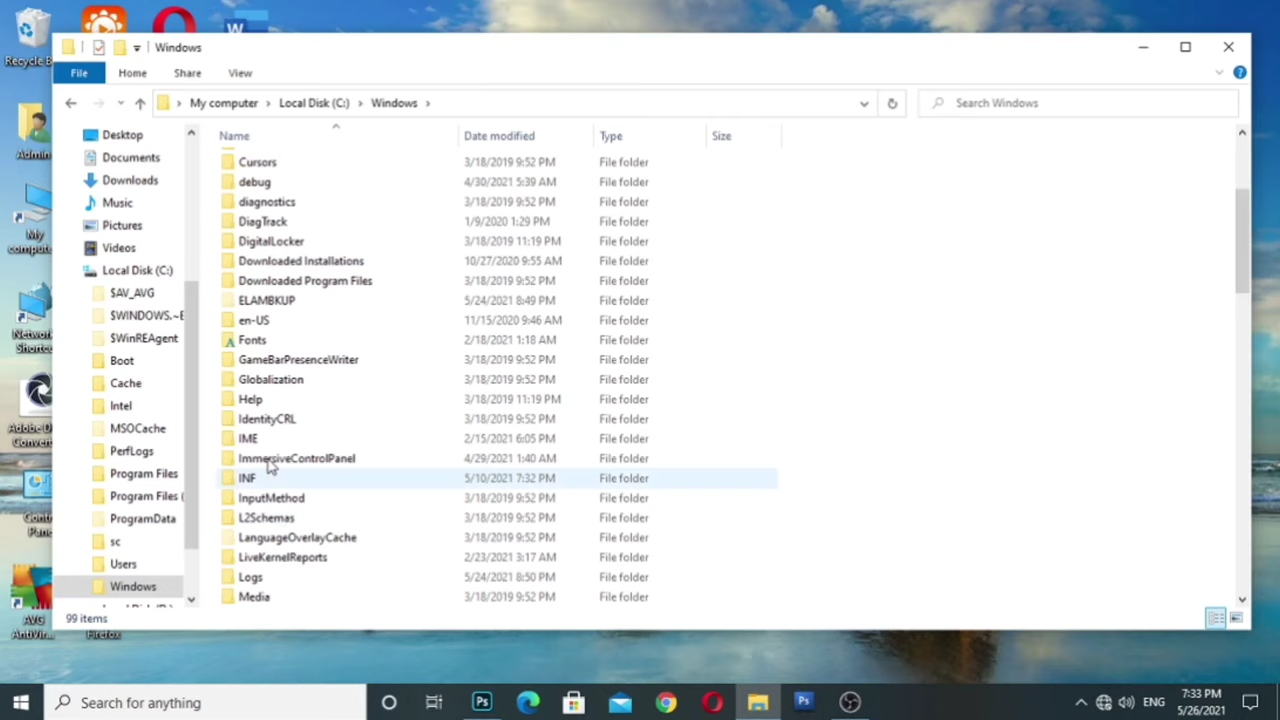 Windows
File Home Share View
My computer Local Disk (C:) Windows
Search Windows
Name Date modified Type Size
Cursors 3/18/2019 9:52 PM File folder
debug 4/30/2021 5:39 AM File folder
diagnostics 3/18/2019 9:52 PM File folder
DiagTrack 1/9/2020 1:29 PM File folder
DigitalLocker 3/18/2019 11:19 PM File folder
Downloaded Installations 10/27/2020 9:55 AM File folder
Downloaded Program Files 3/18/2019 9:52 PM File folder
ELAMBKUP 5/24/2021 8:49 PM File folder
en-US 11/15/2020 9:46 AM File folder
Fonts 2/18/2021 1:18 AM File folder
GameBarPresenceWriter 3/18/2019 9:52 PM File folder
Globalization 3/18/2019 9:52 PM File folder
Help 3/18/2019 11:19 PM File folder
IdentityCRL 3/18/2019 9:52 PM File folder
IME 2/15/2021 6:05 PM File folder
ImmersiveControlPanel 4/29/2021 1:40 AM File folder
INF 5/10/2021 7:32 PM File folder
InputMethod 3/18/2019 9:52 PM File folder
L2Schemas 3/18/2019 9:52 PM File folder
LanguageOverlayCache 3/18/2019 9:52 PM File folder
LiveKernelReports 2/23/2021 3:17 AM File folder
Logs 5/24/2021 8:50 PM File folder
Media 3/18/2019 9:52 PM File folder
Desktop
Documents
Downloads
Music
Pictures
Videos
Local Disk (C:)
$AV_AVG
$WINDOWS.~E
$WinREAgent
Boot
Cache
Intel
MSOCache
PerfLogs
Program Files
Program Files (
ProgramData
sc
Users
Windows
99 items
Recycle B
Admin
My
compute
Network
Shortc
Adobe D
Convert
Contr
Pane
AVG
AntiVir...
Firefox
Search for anything
Ps
Ps
ENG
7:33 PM
5/26/2021